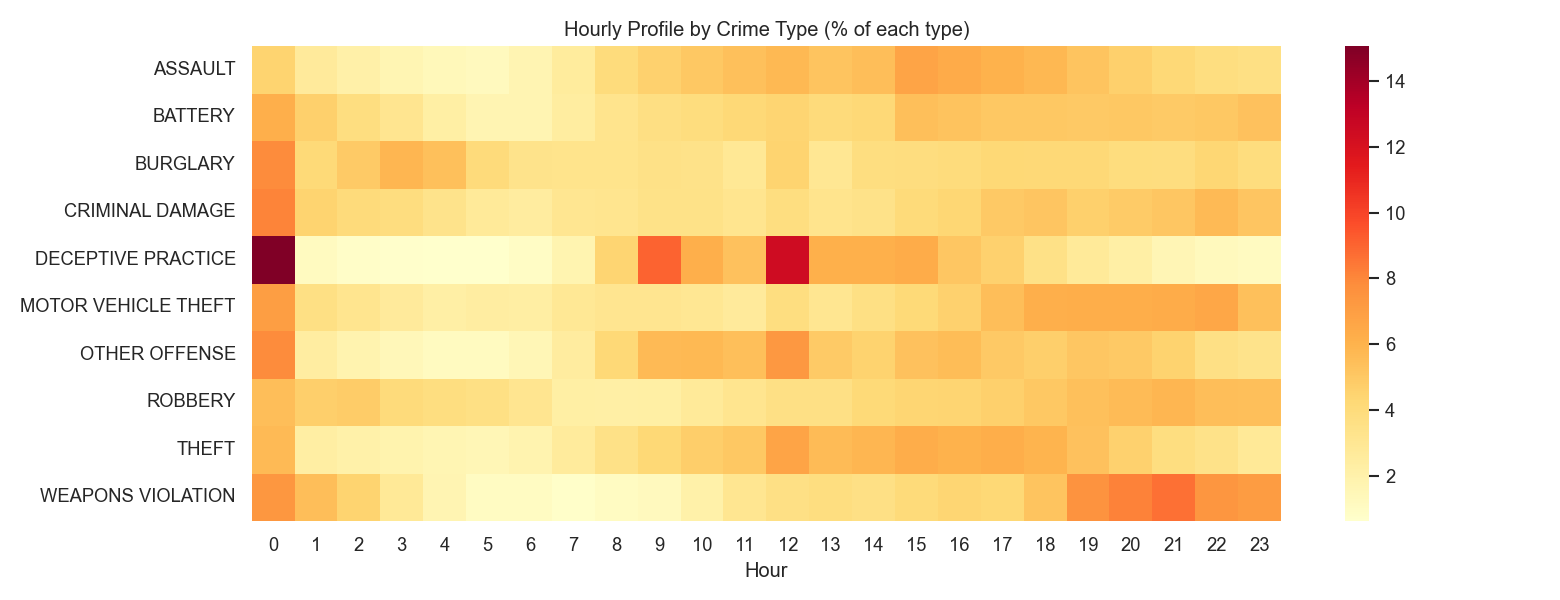 Hourly Profile by Crime Type (% of each type)
ASSAULT
BATTERY
BURGLARY
CRIMINAL DAMAGE
DECEPTIVE PRACTICE
MOTOR VEHICLE THEFT
OTHER OFFENSE
ROBBERY
THEFT
WEAPONS VIOLATION
0 1 2 3 4 5 6 7 8 9 10 11 12 13 14 15 16 17 18 19 20 21 22 23
Hour
14
12
10
8
6
4
2